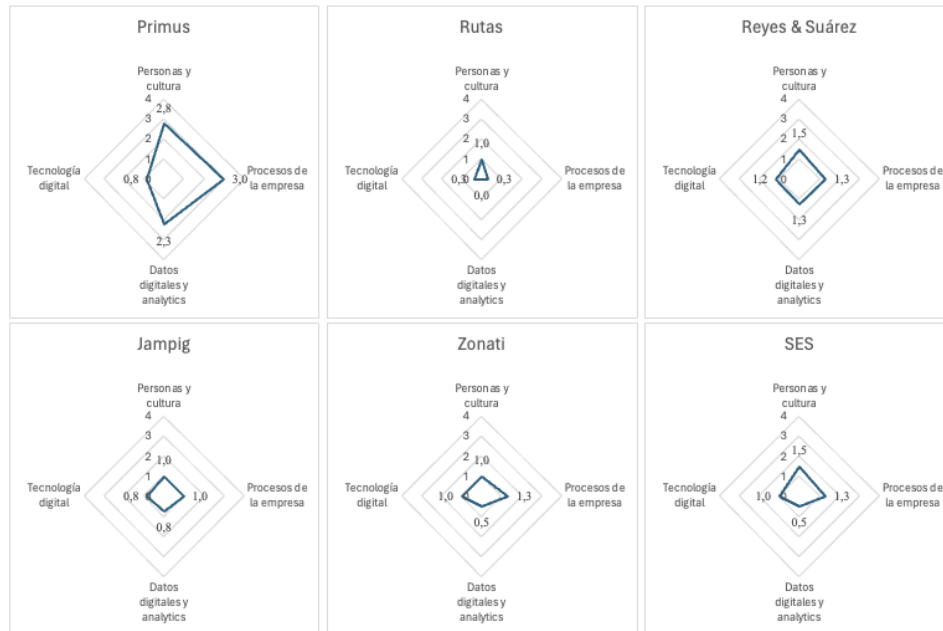 Primus
Personas y
cultura
4
2,8
3
2
1
Tecnología
digital
0,8
0
3,0
Procesos de
la empresa
2,3
Datos
digitales y
analytics
Rutas
Personas y
cultura
4
3
2
1,0
1
Tecnología
digital
0,3
0
0,3
Procesos de
la empresa
0,0
Datos
digitales y
analytics
Reyes & Suárez
Personas y
cultura
4
3
1,5
2
1
Tecnología
digital
1,2
0
1,3
Procesos de
la empresa
1,3
Datos
digitales y
analytics
Jampig
Personas y
cultura
4
3
2
1,0
1
Tecnología
digital
0,8
0
1,0
Procesos de
la empresa
0,8
Datos
digitales y
analytics
Zonati
Personas y
cultura
4
3
2
1,0
1
Tecnología
digital
1,0
0
1,3
Procesos de
la empresa
0,5
Datos
digitales y
analytics
SES
Personas y
cultura
4
3
1,5
2
1
Tecnología
digital
1,0
0
1,3
Procesos de
la empresa
0,5
Datos
digitales y
analytics